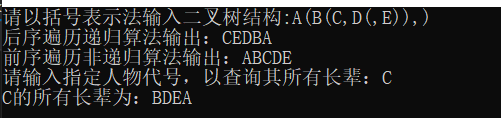 请以括号表示法输入二叉树结构:A(B(C,D(,E)),)
后序遍历递归算法输出：CEDBA
前序遍历非递归算法输出：ABCDE
请输入指定人物代号，以查询其所有长辈：C
C的所有长辈为：BDEA